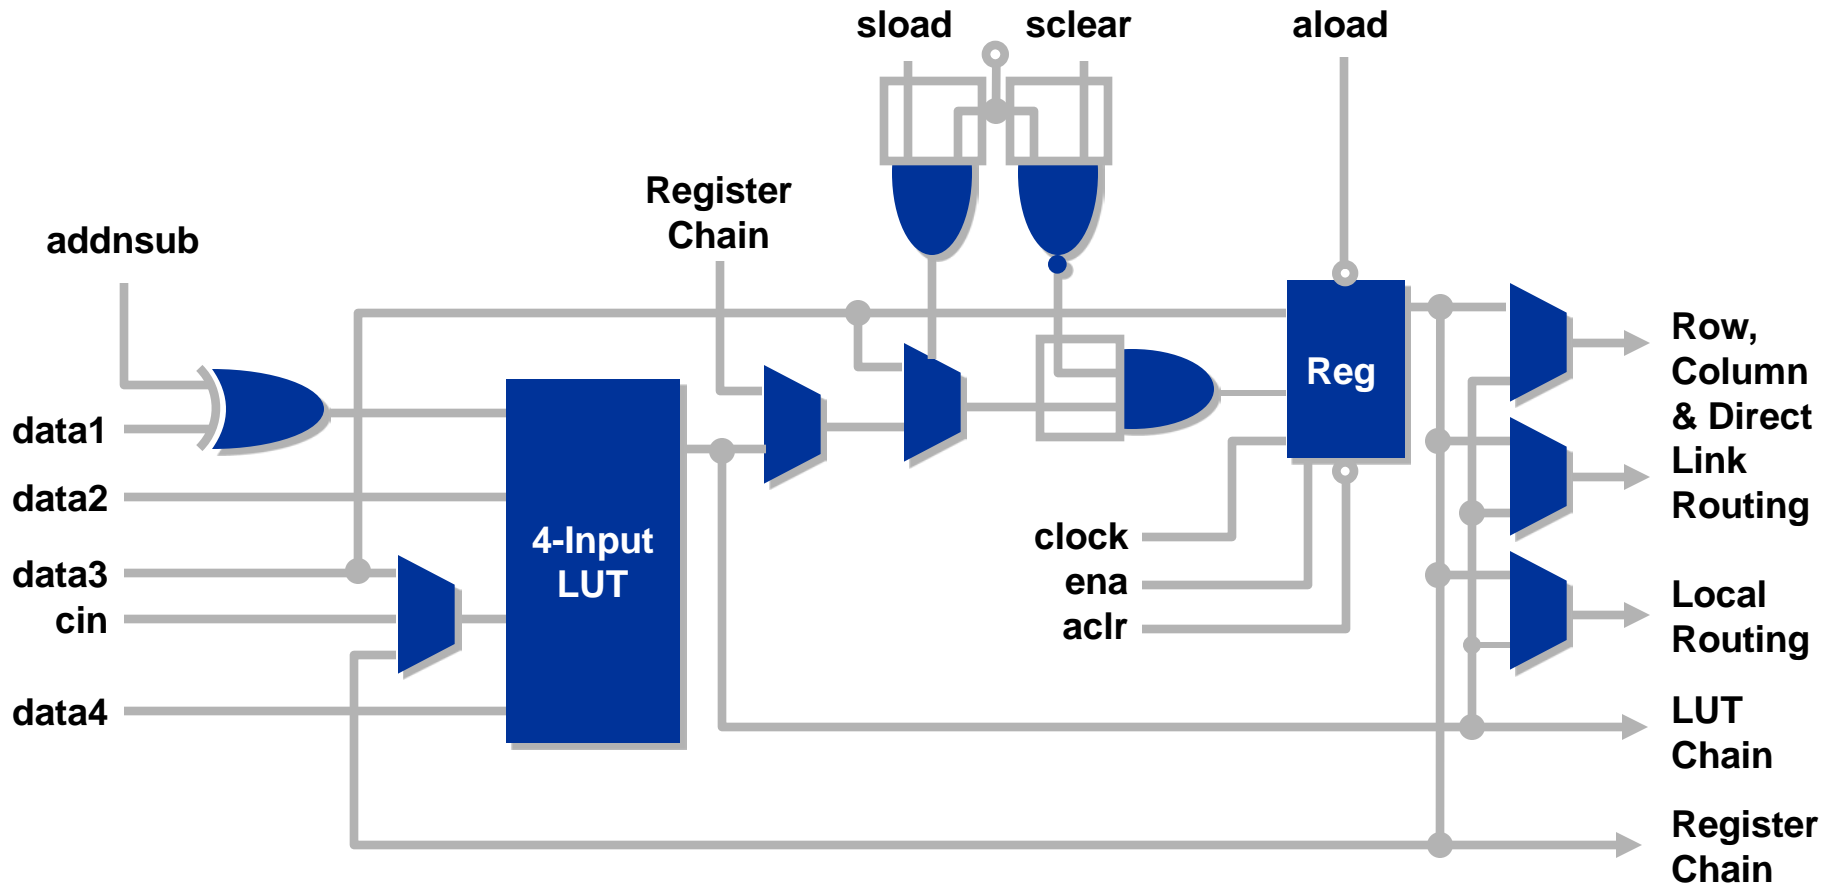 sload
sclear
aload
Register
Chain
addnsub
data1
data2
data3
cin
data4
4-Input
LUT
Reg
clock
ena
aclr
Row,
Column
& Direct
Link
Routing
Local
Routing
LUT
Chain
Register
Chain